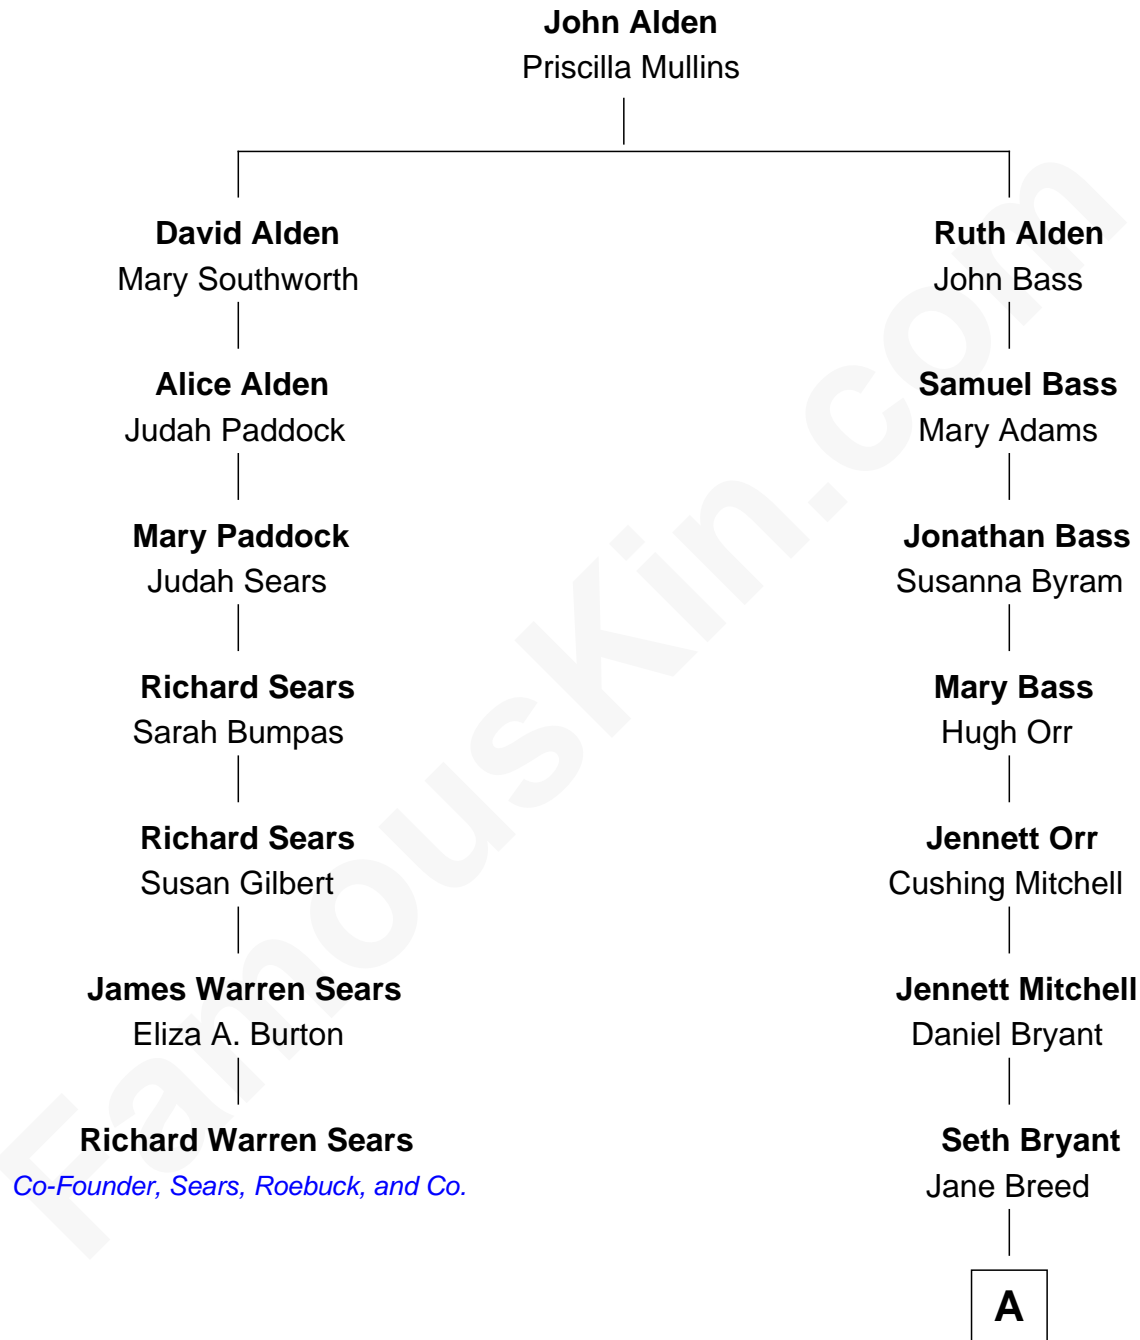 John Alden
Priscilla Mullins
David Alden
Mary Southworth
Ruth Alden
John Bass
Alice Alden
Judah Paddock
Samuel Bass
Mary Adams
Mary Paddock
Judah Sears
Jonathan Bass
Susanna Byram
Richard Sears
Sarah Bumpas
Mary Bass
Hugh Orr
Richard Sears
Susan Gilbert
Jennett Orr
Cushing Mitchell
James Warren Sears
Eliza A. Burton
Jennett Mitchell
Daniel Bryant
Richard Warren Sears
Co-Founder, Sears, Roebuck, and Co.
Seth Bryant
Jane Breed
A
FamousKin.com